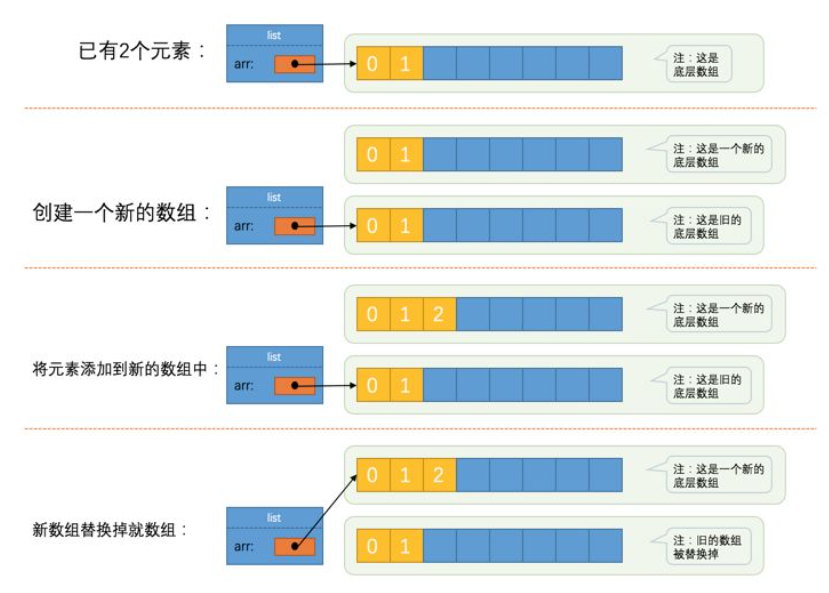 list
已有2个元素：
arr:
0 1
注：这是
底层数组
0 1
注：这是一个新的
底层数组
list
创建一个新的数组：
arr:
0 1
注：这是旧的
底层数组
0 1 2
注：这是一个新的
底层数组
list
将元素添加到新的数组中：
arr:
0 1
注：这是旧的
底层数组
0 1 2
注：这是一个新的
底层数组
list
新数组替换掉就数组：
arr:
0 1
注：旧的数组
被替换掉